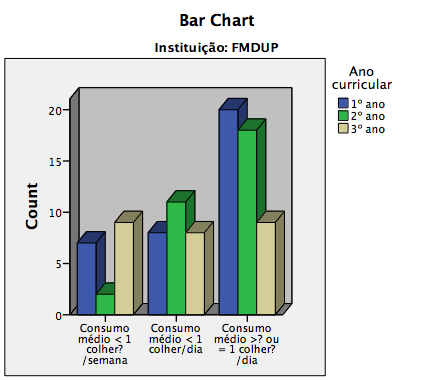 Bar Chart
Instituição: FMDUP
Ano
curricular
1º ano
2º ano
3º ano
Count
20
15
10
5
0
Consumo
médio < 1
colher?
/semana
Consumo
médio < 1
colher/dia
Consumo
médio >? ou
= 1 colher?
/dia